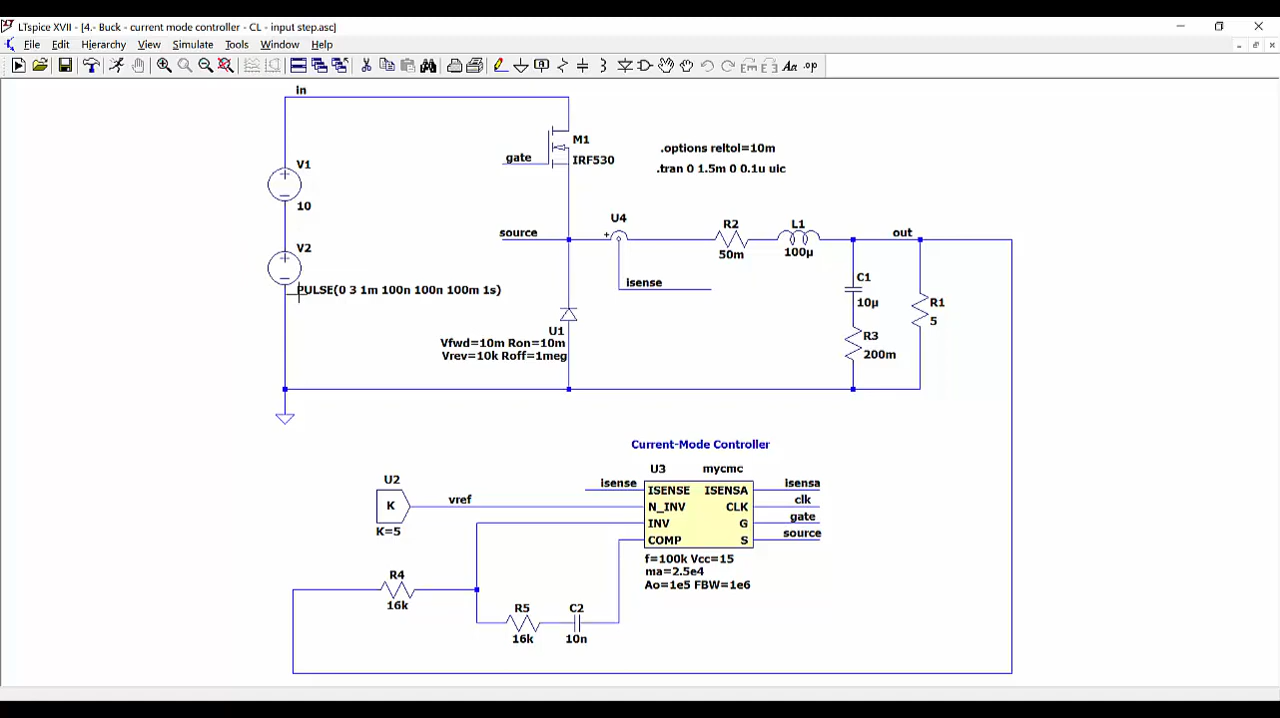 LTspice XVII - [4.- Buck - current mode controller - CL - input step.asc]
File Edit Hierarchy View Simulate Tools Window Help
Aa .op
in
V1
10
V2
PULSE(0 3 1m 100n 100n 100m 1s)
M1
IRF530
gate
.options reltol=10m
.tran 0 1.5m 0 0.1u uic
source
U4
+
isense
R2
50m
L1
100µ
out
C1
10µ
R1
5
R3
200m
U1
Vfwd=10m Ron=10m
Vrev=10k Roff=1meg
Current-Mode Controller
U3 mycmc
U2
K
K=5
vref
isense ISENSE ISENSA isensa
N_INV CLK clk
INV G gate
COMP S source
f=100k Vcc=15
ma=2.5e4
Ao=1e5 FBW=1e6
R4
16k
R5
16k
C2
10n